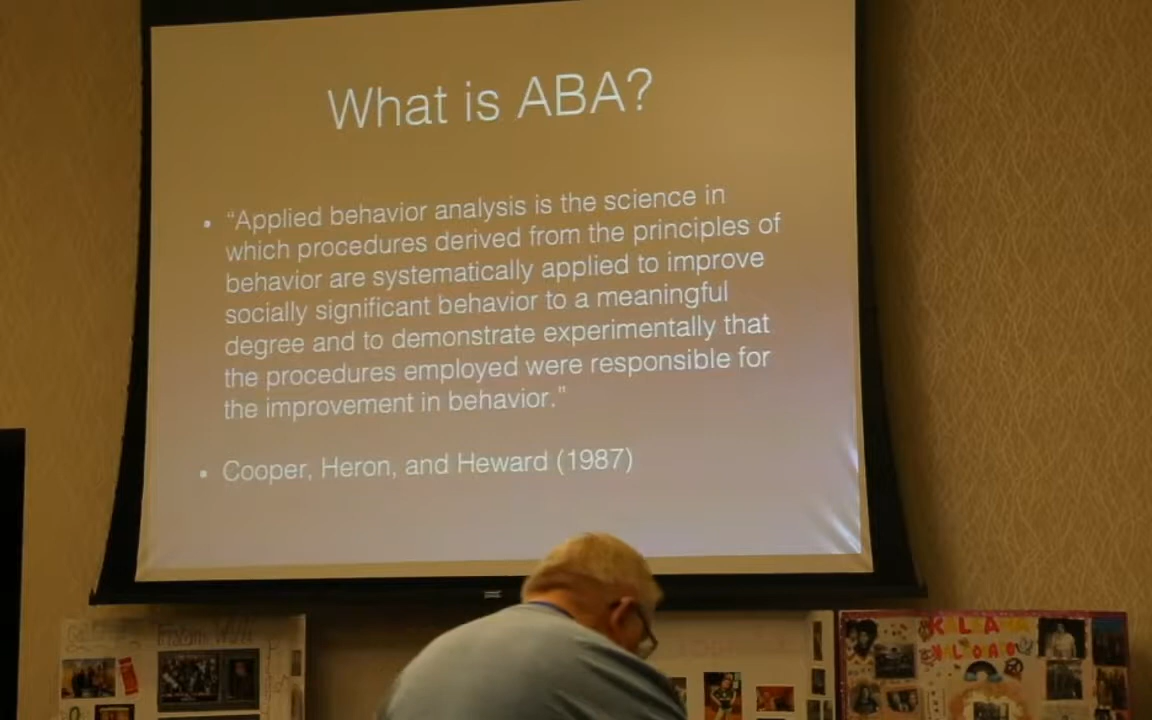 What is ABA?
• “Applied behavior analysis is the science in
which procedures derived from the principles of
behavior are systematically applied to improve
socially significant behavior to a meaningful
degree and to demonstrate experimentally that
the procedures employed were responsible for
the improvement in behavior.”
• Cooper, Heron, and Heward (1987)
KLA